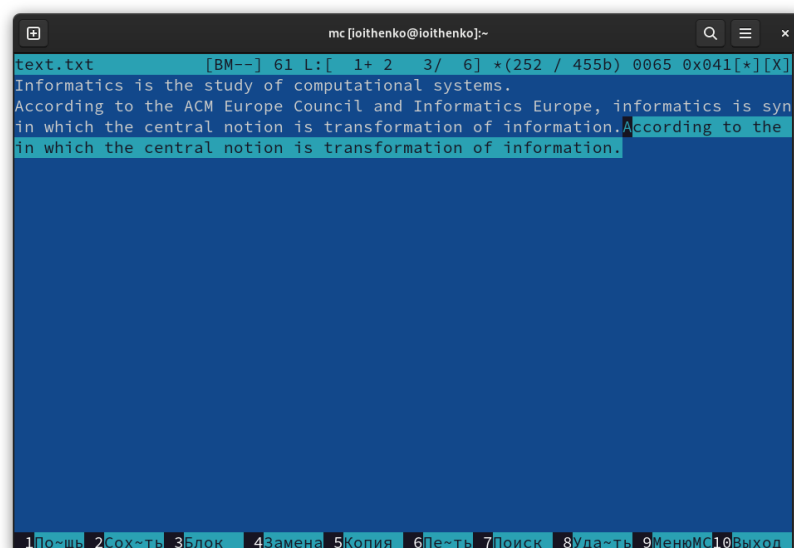 mc [ioithenko@ioithenko]:~
text.txt [BM--] 61 L:[ 1+ 2 3/ 6] *(252 / 455b) 0065 0x041[*][X]
Informatics is the study of computational systems.
According to the ACM Europe Council and Informatics Europe, informatics is syn
in which the central notion is transformation of information.According to the
in which the central notion is transformation of information.
1По~шь 2Сох~ть 3Блок 4Замена 5Копия 6Пе~ть 7Поиск 8Уда~ть 9МенюMC10Выход